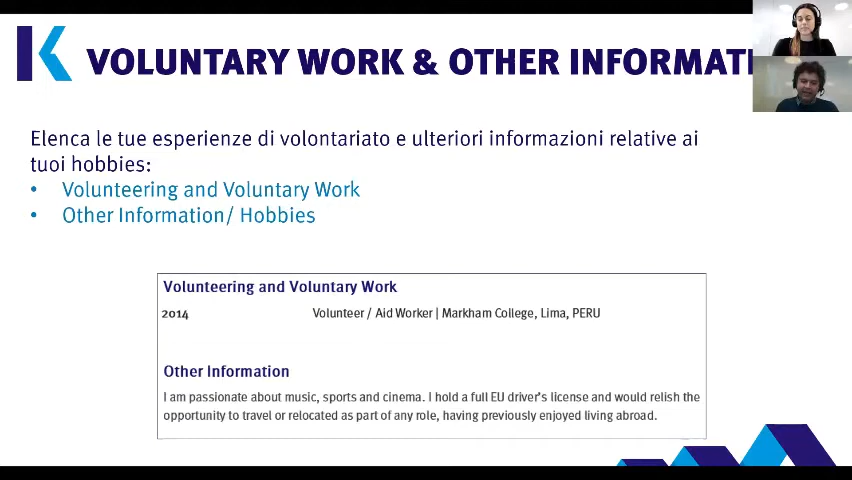 K VOLUNTARY WORK & OTHER INFORMATI
Elenca le tue esperienze di volontariato e ulteriori informazioni relative ai
tuoi hobbies:
• Volunteering and Voluntary Work
• Other Information/ Hobbies
Volunteering and Voluntary Work
2014 Volunteer / Aid Worker | Markham College, Lima, PERU
Other Information
I am passionate about music, sports and cinema. I hold a full EU driver's license and would relish the
opportunity to travel or relocated as part of any role, having previously enjoyed living abroad.